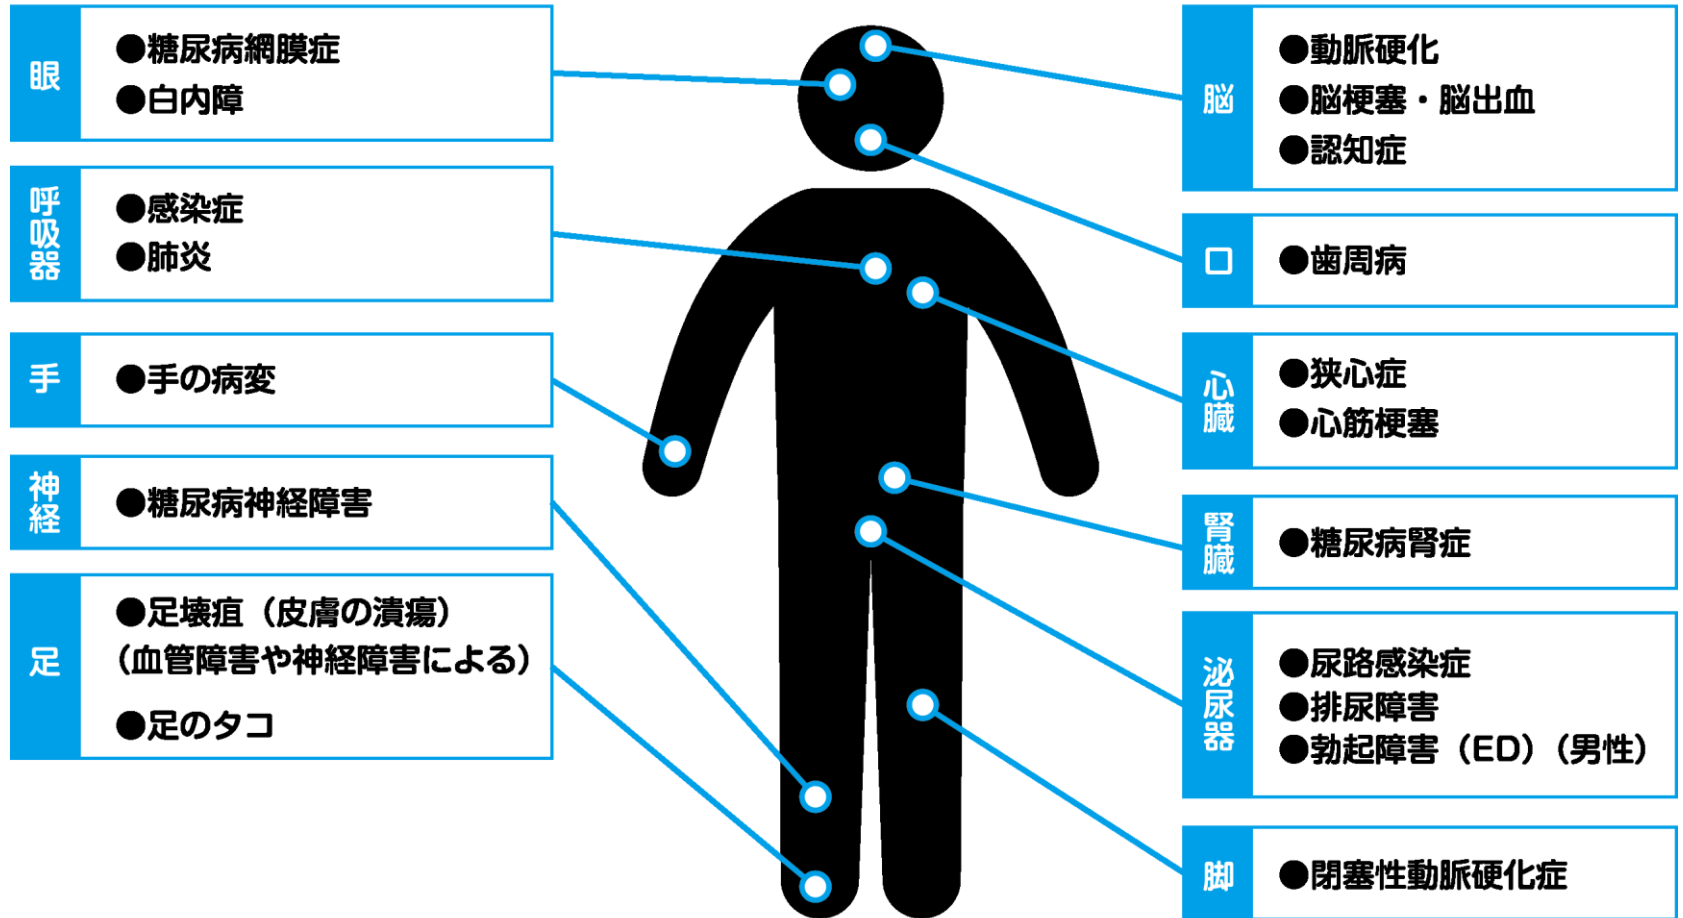 眼
●糖尿病網膜症
●白内障
呼吸器
●感染症
●肺炎
手
●手の病変
神経
●糖尿病神経障害
足
●足壊疽（皮膚の潰瘍）
（血管障害や神経障害による）
●足のタコ
脳
●動脈硬化
●脳梗塞・脳出血
●認知症
口
●歯周病
心臓
●狭心症
●心筋梗塞
腎臓
●糖尿病腎症
泌尿器
●尿路感染症
●排尿障害
●勃起障害（ED）（男性）
脚
●閉塞性動脈硬化症